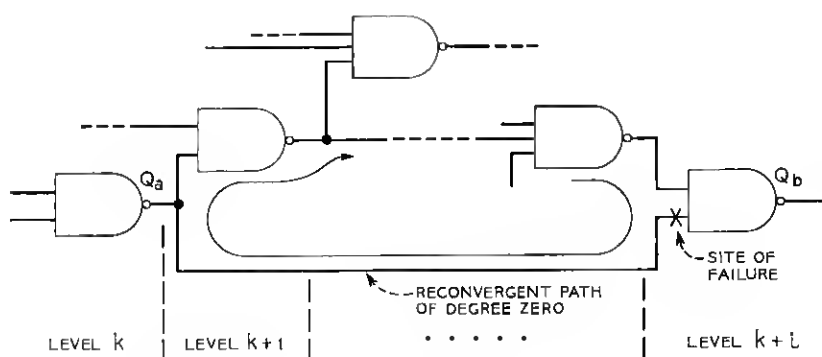 Qa
Qb
SITE OF
FAILURE
RECONVERGENT PATH
OF DEGREE ZERO
LEVEL k
LEVEL k+1
. . . . .
LEVEL k+i